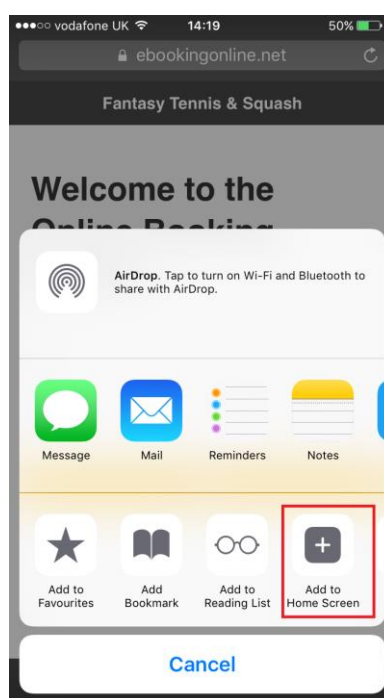 vodafone UK 14:19 50%
ebookingonline.net
Fantasy Tennis & Squash
Welcome to the
Online Booking
AirDrop. Tap to turn on Wi-Fi and Bluetooth to
share with AirDrop.
Message Mail Reminders Notes
Add to Favourites
Add Bookmark
Add to Reading List
Add to Home Screen
Cancel